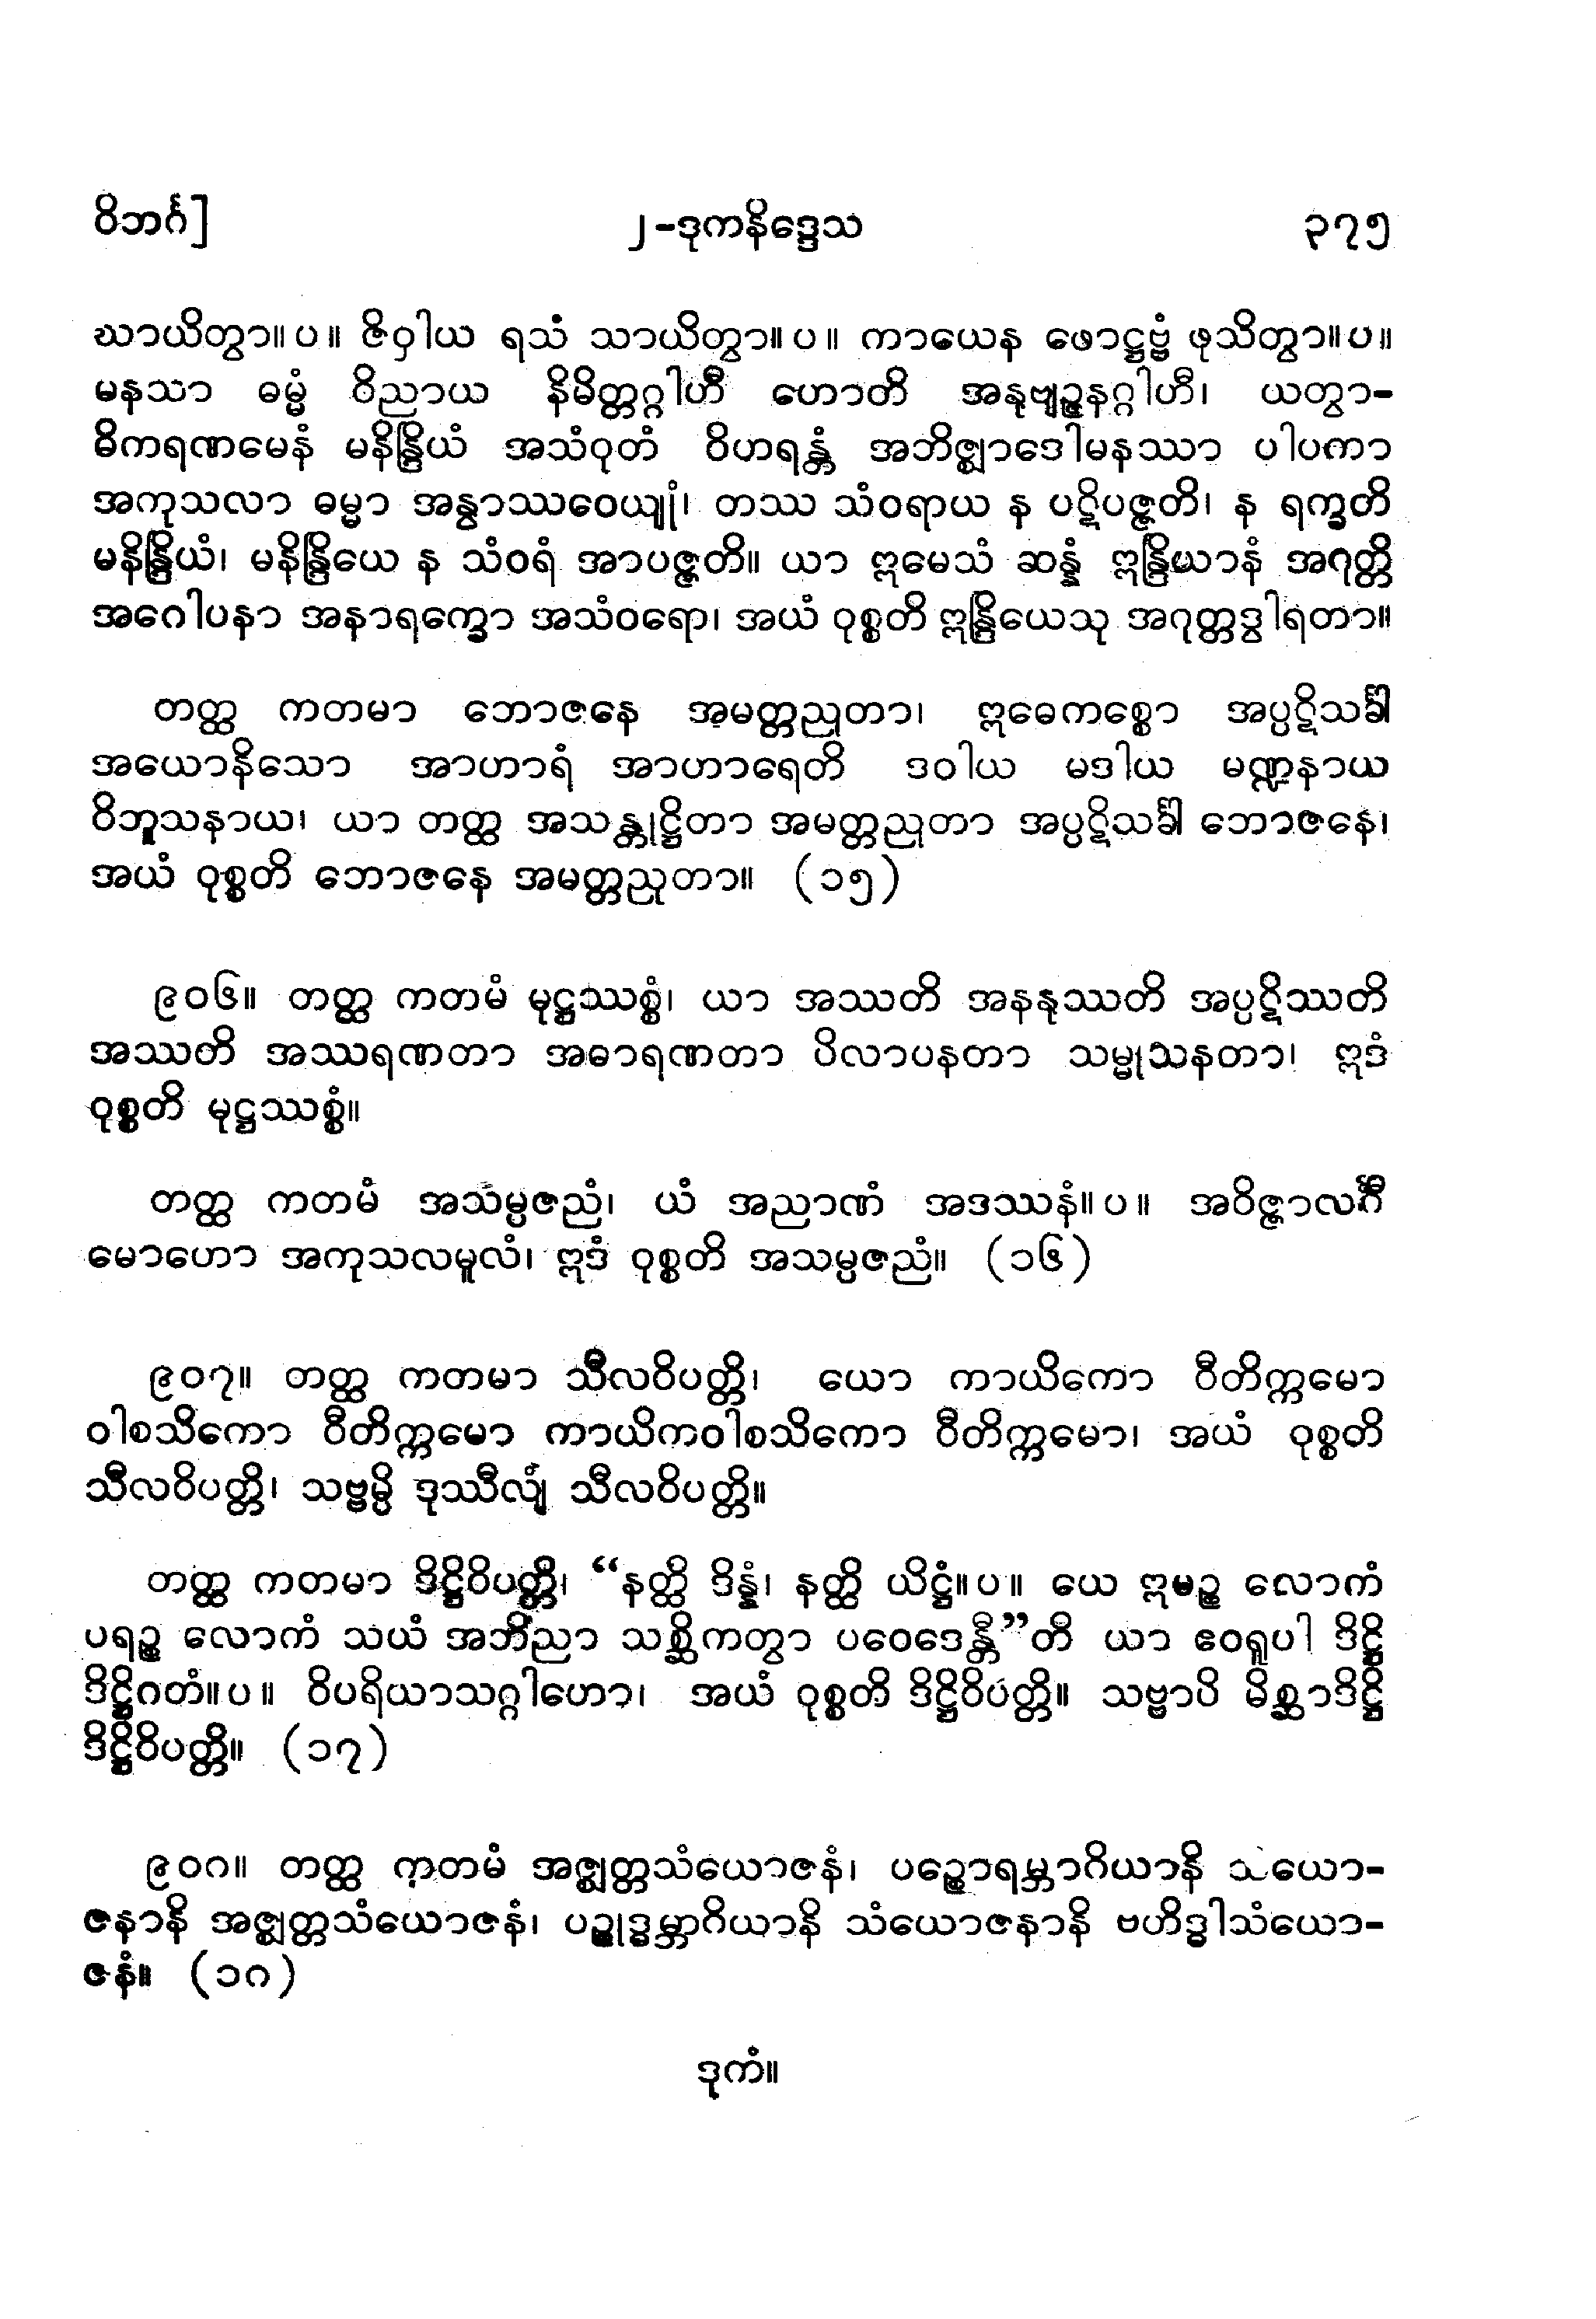 ဝိဘင်္ဂ]
၂-ဒုကနိဒ္ဒေသ
၃၇၅
ဃာယိတွာ။ပ။ ဇိဝှါယ ရသံ သာယိတွာ။ပ။ ကာယေန ဖောဋ္ဌဗ္ဗံ ဖုသိတွာ။ပ။
မနသာ ဓမ္မံ ဝိညာယ နိမိတ္တဂ္ဂါဟီ ဟောတိ အနုဗျဉ္ဇနဂ္ဂါဟီ၊ ယတွာ-
ဓိကရဏမေနံ မနိန္ဒြိယံ အသံဝုတံ ဝိဟရန္တံ အဘိဇ္ဈာဒေါမနဿာ ပါပကာ
အကုသလာ ဓမ္မာ အနွာဿဝေယျုံ၊ တဿ သံဝရာယ န ပဋိပဇ္ဇတိ၊ န ရက္ခတိ
မနိန္ဒြိယံ၊ မနိန္ဒြိယေ န သံဝရံ အာပဇ္ဇတိ။ ယာ ဣမေသံ ဆန္နံ ဣန္ဒြိယာနံ အဂုတ္တိ
အဂေါပနာ အနာရက္ခော အသံဝရော၊ အယံ ဝုစ္စတိ ဣန္ဒြိယေသု အဂုတ္တဒွါရတာ။
တတ္ထ ကတမာ ဘောဇနေ အမတ္တညုတာ၊ ဣဓေကစ္စော အပ္ပဋိသင်္ခါ
အယောနိသော အာဟာရံ အာဟာရေတိ ဒဝါယ မဒါယ မဏ္ဍနာယ
ဝိဘူသနာယ၊ ယာ တတ္ထ အသန္တုဋ္ဌိတာ အမတ္တညုတာ အပ္ပဋိသင်္ခါ ဘောဇနေ၊
အယံ ဝုစ္စတိ ဘောဇနေ အမတ္တညုတာ။ (၁၅)
၉၀၆။ တတ္ထ ကတမံ မုဋ္ဌဿစ္စံ၊ ယာ အဿတိ အနနုဿတိ အပ္ပဋိဿတိ
အဿတိ အဿရဏတာ အဓာရဏတာ ပိလာပနတာ သမ္မုသနတာ၊ ဣဒံ
ဝုစ္စတိ မုဋ္ဌဿစ္စံ။
တတ္ထ ကတမံ အသမ္ပဇညံ၊ ယံ အညာဏံ အဒဿနံ။ပ။ အဝိဇ္ဇာလင်္ဂီ
မောဟော အကုသလမူလံ၊ ဣဒံ ဝုစ္စတိ အသမ္ပဇညံ။ (၁၆)
၉၀၇။ တတ္ထ ကတမာ သီလဝိပတ္တိ၊ ယော ကာယိကော ဝီတိက္ကမော
ဝါစသိကော ဝီတိက္ကမော ကာယိကဝါစသိကော ဝီတိက္ကမော၊ အယံ ဝုစ္စတိ
သီလဝိပတ္တိ၊ သဗ္ဗမ္ပိ ဒုဿီလျံ သီလဝိပတ္တိ။
တတ္ထ ကတမာ ဒိဋ္ဌိဝိပတ္တိ၊ “နတ္ထိ ဒိန္နံ၊ နတ္ထိ ယိဋ္ဌံ။ပ။ ယေ ဣမဉ္စ လောကံ
ပရဉ္စ လောကံ သယံ အဘိညာ သစ္ဆိကတွာ ပဝေဒေန္တီ”တိ ယာ ဧဝရူပါ ဒိဋ္ဌိ
ဒိဋ္ဌိဂတံ။ပ။ ဝိပရိယာသဂ္ဂါဟော၊ အယံ ဝုစ္စတိ ဒိဋ္ဌိဝိပတ္တိ။ သဗ္ဗာပိ မိစ္ဆာဒိဋ္ဌိ
ဒိဋ္ဌိဝိပတ္တိ။ (၁၇)
၉၀၈။ တတ္ထ ကတမံ အဇ္ဈတ္တသံယောဇနံ၊ ပဉ္စောရမ္ဘာဂိယာနိ သံယော-
ဇနာနိ အဇ္ဈတ္တသံယောဇနံ၊ ပဉ္စုဒ္ဓမ္ဘာဂိယာနိ သံယောဇနာနိ ဗဟိဒ္ဓါသံယော-
ဇနံ။ (၁၈)
ဒုကံ။